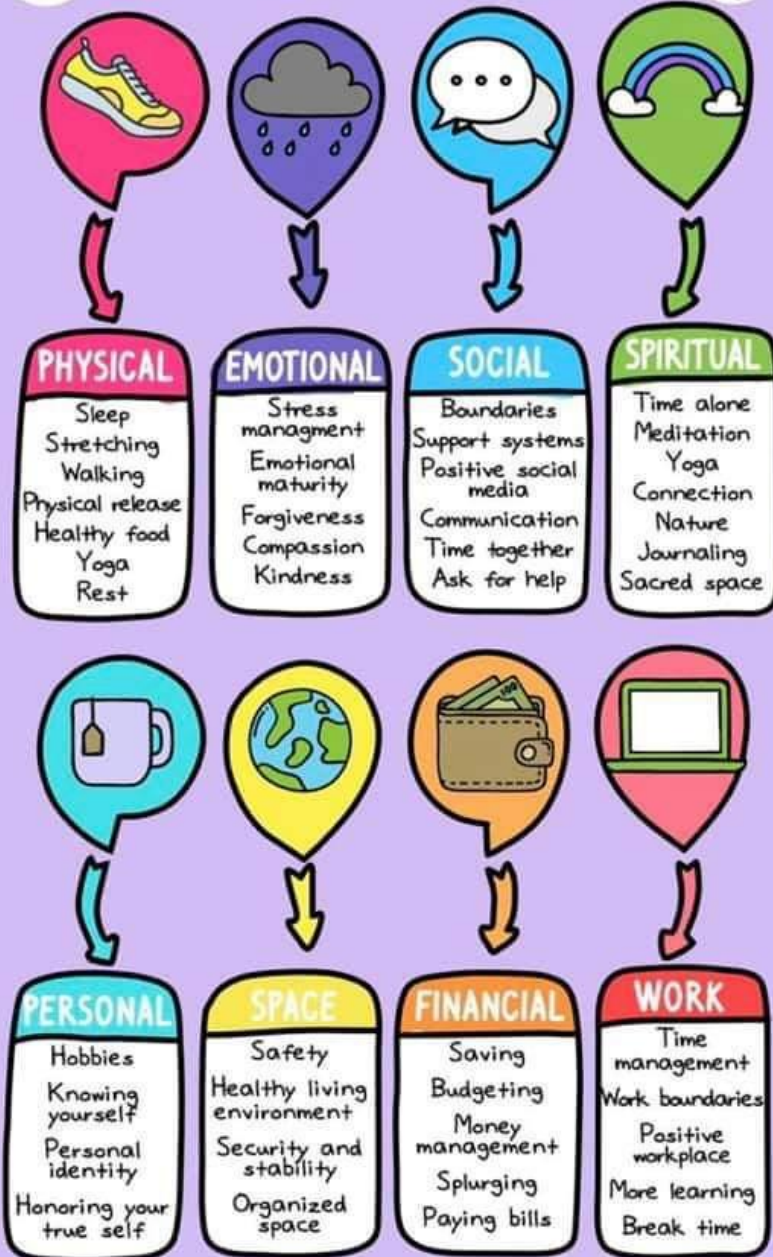 PHYSICAL
Sleep
Stretching
Walking
Physical release
Healthy food
Yoga
Rest
EMOTIONAL
Stress
managment
Emotional
maturity
Forgiveness
Compassion
Kindness
SOCIAL
Boundaries
Support systems
Positive social
media
Communication
Time together
Ask for help
SPIRITUAL
Time alone
Meditation
Yoga
Connection
Nature
Journaling
Sacred space
100
PERSONAL
Hobbies
Knowing
yourself
Personal
identity
Honoring your
true self
SPACE
Safety
Healthy living
environment
Security and
stability
Organized
space
FINANCIAL
Saving
Budgeting
Money
management
Splurging
Paying bills
WORK
Time
management
Work boundaries
Positive
workplace
More learning
Break time